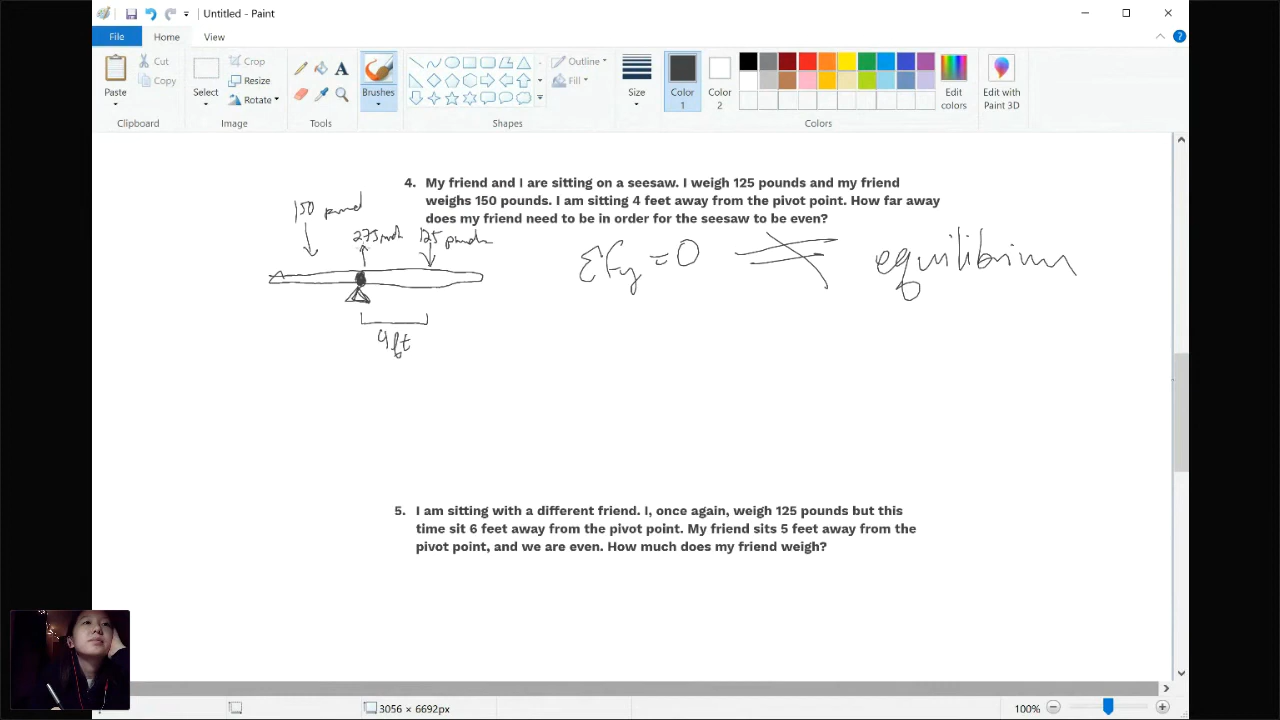 Untitled - Paint
File
Home
View
Paste
Cut
Copy
Clipboard
Select
Crop
Resize
Rotate
Image
Tools
Brushes
Outline
Fill
Shapes
Size
Color 1
Color 2
Edit colors
Colors
Edit with Paint 3D
4. My friend and I are sitting on a seesaw. I weigh 125 pounds and my friend
weighs 150 pounds. I am sitting 4 feet away from the pivot point. How far away
does my friend need to be in order for the seesaw to be even?
150 pound
125 pounds
4ft
ΣFy = 0
equilibrium
5. I am sitting with a different friend. I, once again, weigh 125 pounds but this
time sit 6 feet away from the pivot point. My friend sits 5 feet away from the
pivot point, and we are even. How much does my friend weigh?
3056 × 6692px
100%